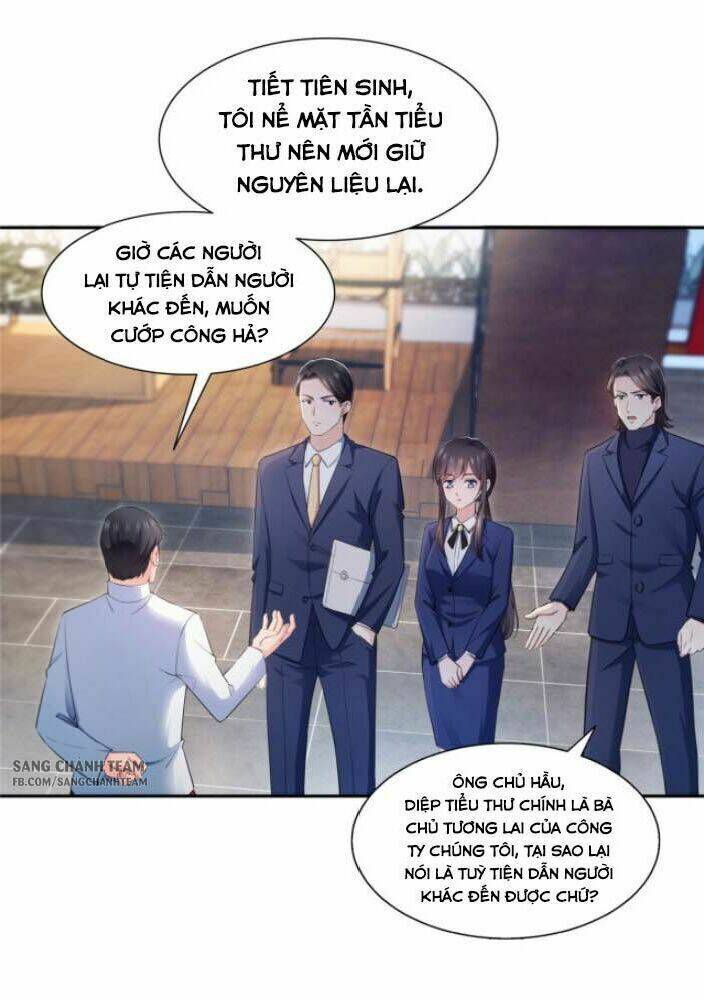 TIẾT TIÊN SINH,
TÔI NỂ MẶT TẦN TIỂU
THƯ NÊN MỚI GIỮ
NGUYÊN LIỆU LẠI.
GIỜ CÁC NGƯỜI
LẠI TỰ TIỆN DẪN NGƯỜI
KHÁC ĐẾN, MUỐN
CƯỚP CÔNG HẢ?
SANG CHANH TEAM
FB.COM/SANGCHANHTEAM
ÔNG CHỦ HẦU,
DIỆP TIỂU THƯ CHÍNH LÀ BÀ
CHỦ TƯƠNG LAI CỦA CÔNG
TY CHÚNG TÔI, TẠI SAO LẠI
NÓI LÀ TUỲ TIỆN DẪN NGƯỜI
KHÁC ĐẾN ĐƯỢC CHỨ?